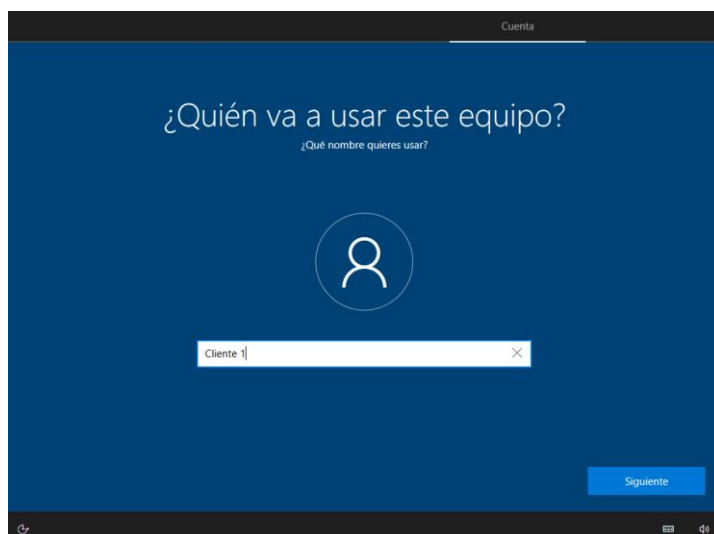 Cuenta
¿Quién va a usar este equipo?
¿Qué nombre quieres usar?
Cliente 1
Siguiente